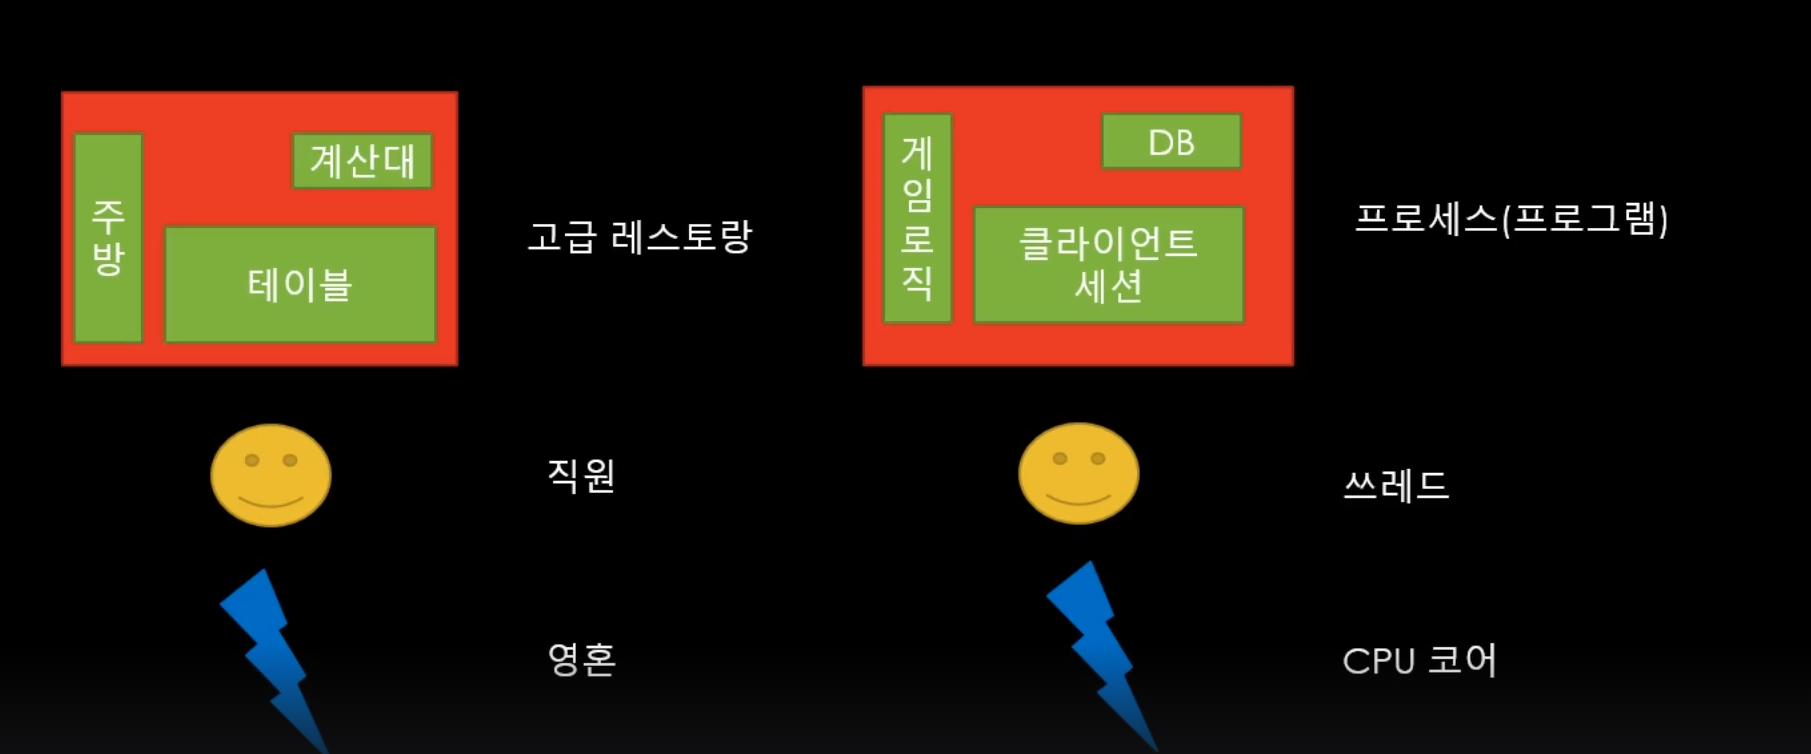 주
방
계산대
테이블
고급 레스토랑
게
임
로
직
DB
클라이언트
세션
프로세스(프로그램)
직원
쓰레드
영혼
CPU 코어